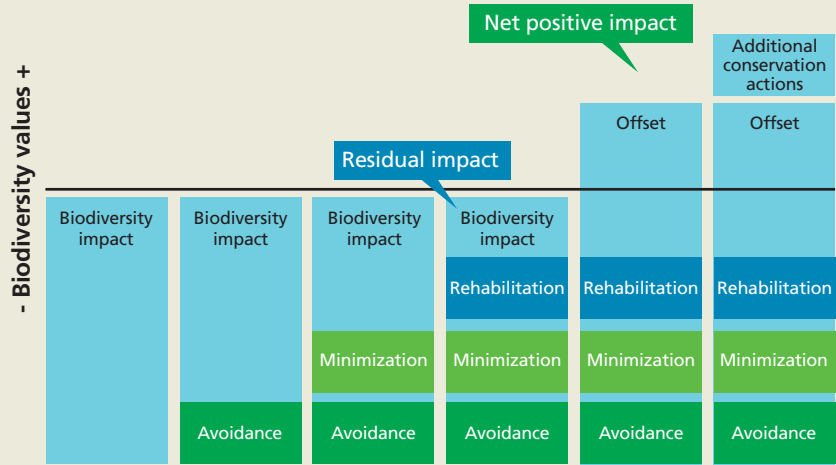 Net positive impact
Additional
conservation
actions
- Biodiversity values +
Offset
Offset
Residual impact
Biodiversity
impact
Biodiversity
impact
Biodiversity
impact
Biodiversity
impact
Rehabilitation
Rehabilitation
Rehabilitation
Minimization
Minimization
Minimization
Minimization
Avoidance
Avoidance
Avoidance
Avoidance
Avoidance